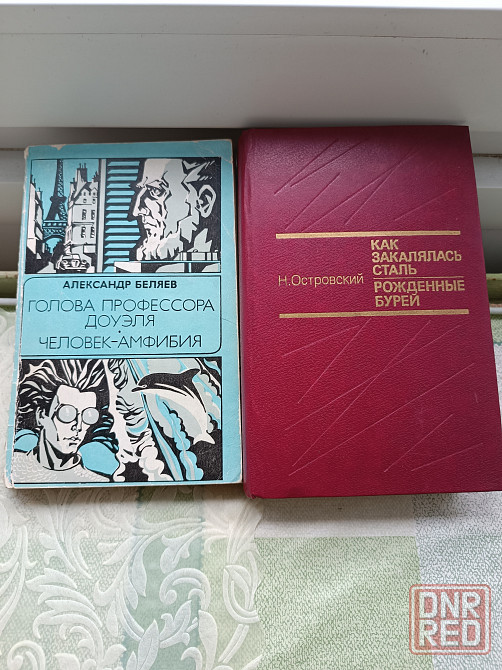 АЛЕКСАНДР БЕЛЯЕВ
ГОЛОВА ПРОФЕССОРА
ДОУЭЛЯ
•
ЧЕЛОВЕК-АМФИБИЯ
Н.Островский
КАК
ЗАКАЛЯЛАСЬ
СТАЛЬ
РОЖДЕННЫЕ
БУРЕЙ
DNR
RED